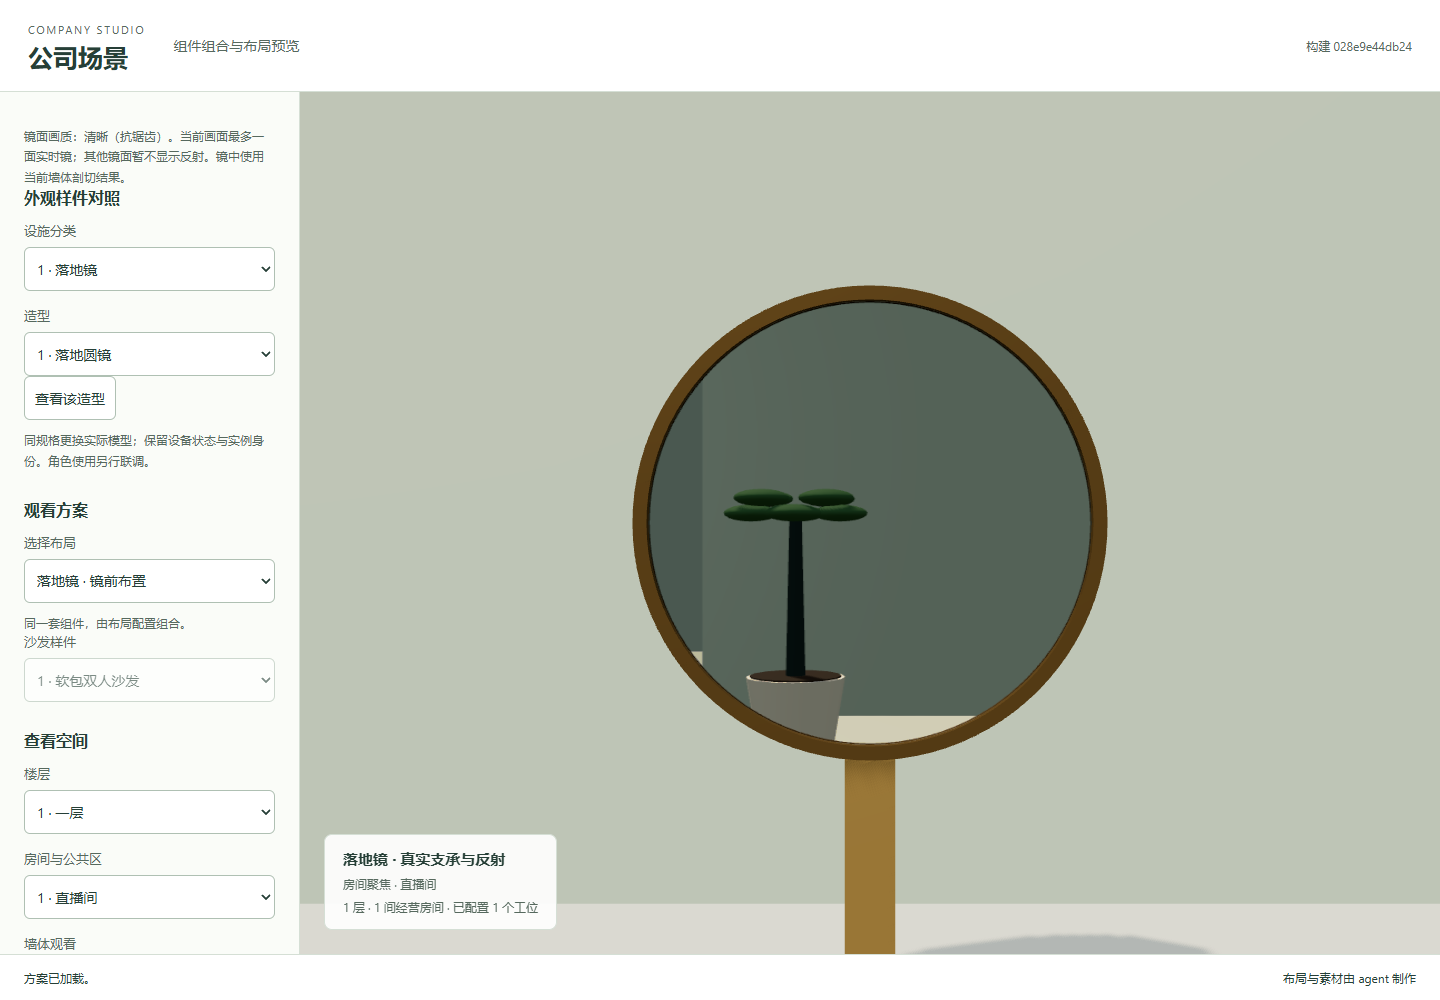 COMPANY STUDIO
公司场景
组件组合与布局预览
构建 028e9e44db24
镜面画质：清晰（抗锯齿）。当前画面最多一
面实时镜；其他镜面暂不显示反射。镜中使用
当前墙体剖切结果。
外观样件对照
设施分类
1 · 落地镜
造型
1 · 落地圆镜
查看该造型
同规格更换实际模型；保留设备状态与实例身
份。角色使用另行联调。
观看方案
选择布局
落地镜 · 镜前布置
同一套组件，由布局配置组合。
沙发样件
1 · 软包双人沙发
查看空间
楼层
1 · 一层
房间与公共区
1 · 直播间
墙体观看
落地镜 · 真实支承与反射
房间聚焦 · 直播间
1 层 · 1 间经营房间 · 已配置 1 个工位
方案已加载。
布局与素材由 agent 制作